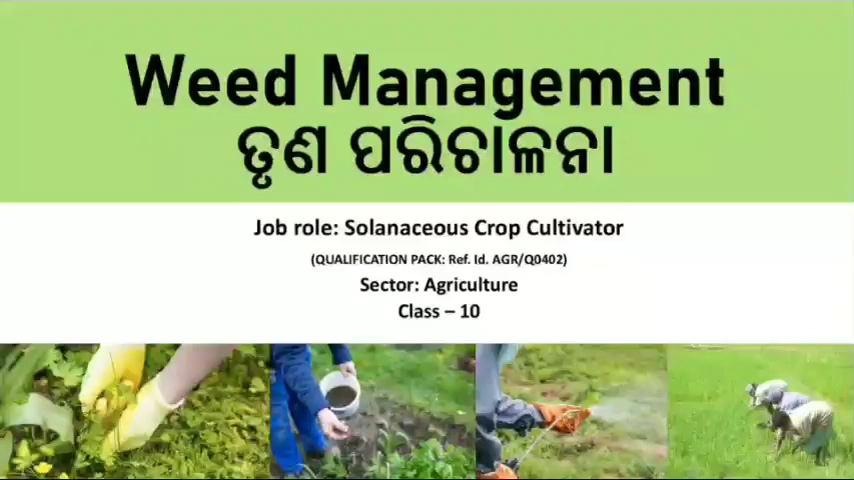 Weed Management
ତୃଣ ପରିଚାଳନା
Job role: Solanaceous Crop Cultivator
(QUALIFICATION PACK: Ref. Id. AGR/Q0402)
Sector: Agriculture
Class – 10